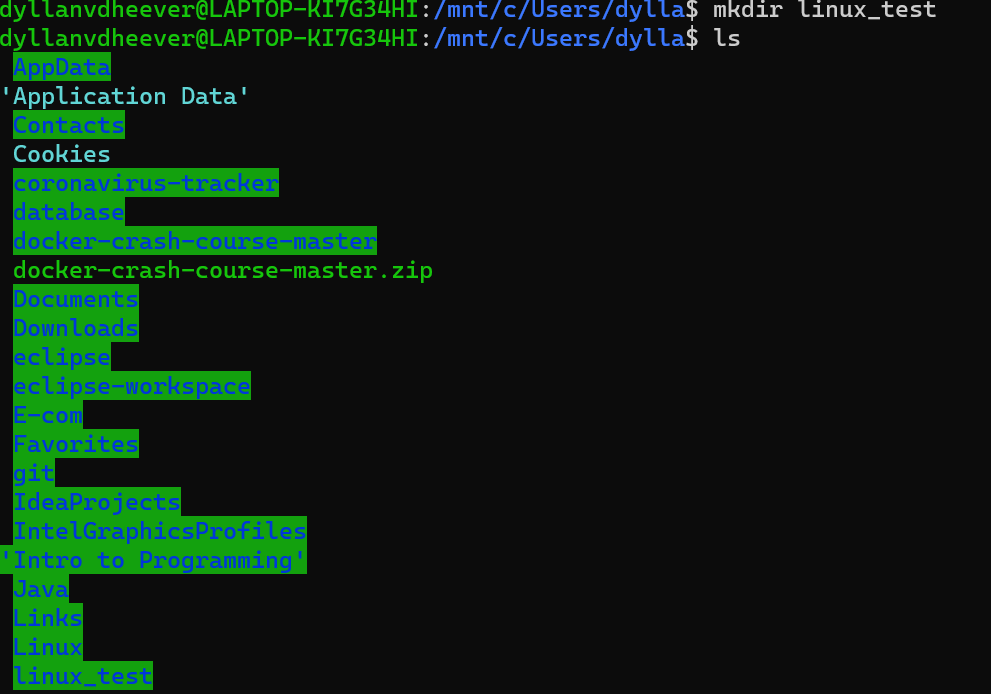 dyllanvdheever@LAPTOP-KI7G34HI:/mnt/c/Users/dylla$ mkdir linux_test
dyllanvdheever@LAPTOP-KI7G34HI:/mnt/c/Users/dylla$ ls
AppData
'Application Data'
Contacts
Cookies
coronavirus-tracker
database
docker-crash-course-master
docker-crash-course-master.zip
Documents
Downloads
eclipse
eclipse-workspace
E-com
Favorites
git
IdeaProjects
IntelGraphicsProfiles
'Intro to Programming'
Java
Links
Linux
linux_test